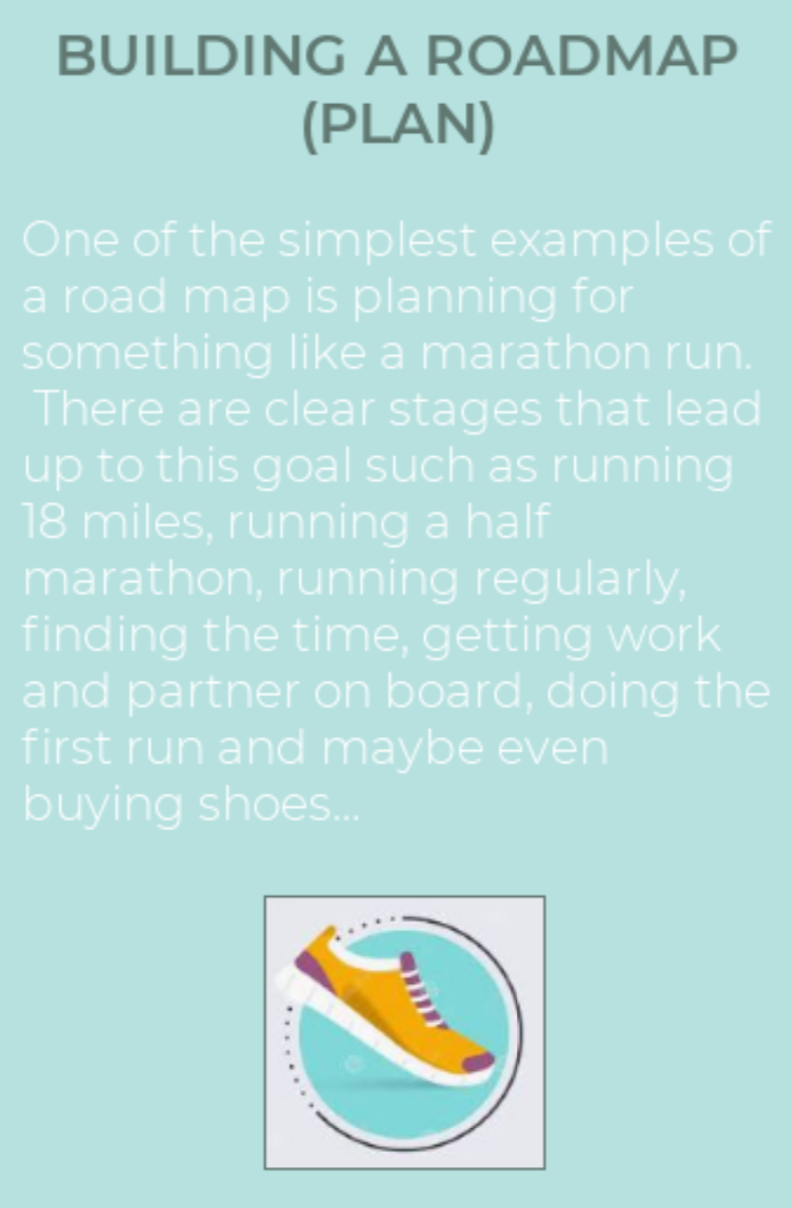 BUILDING A ROADMAP
(PLAN)
One of the simplest examples of
a road map is planning for
something like a marathon run.
There are clear stages that lead
up to this goal such as running
18 miles, running a half
marathon, running regularly,
finding the time, getting work
and partner on board, doing the
first run and maybe even
buying shoes...